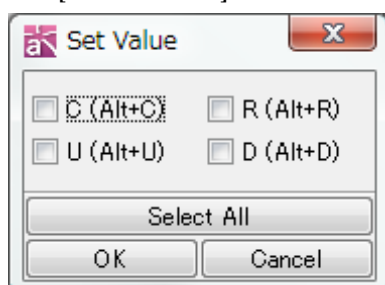 Set Value
C (Alt+C) R (Alt+R)
U (Alt+U) D (Alt+D)
Select All
OK Cancel